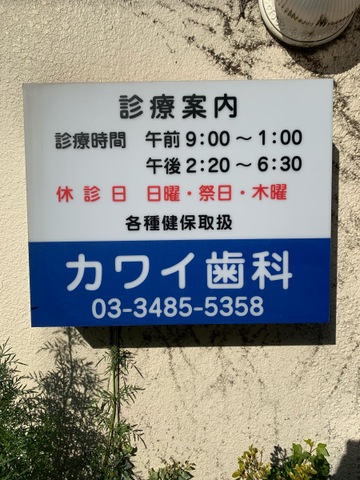 診療案内
診療時間 午前 9:00 〜 1:00
午後 2:20 〜 6:30
休診日 日曜・祭日・木曜
各種健保取扱
カワイ歯科
03-3485-5358